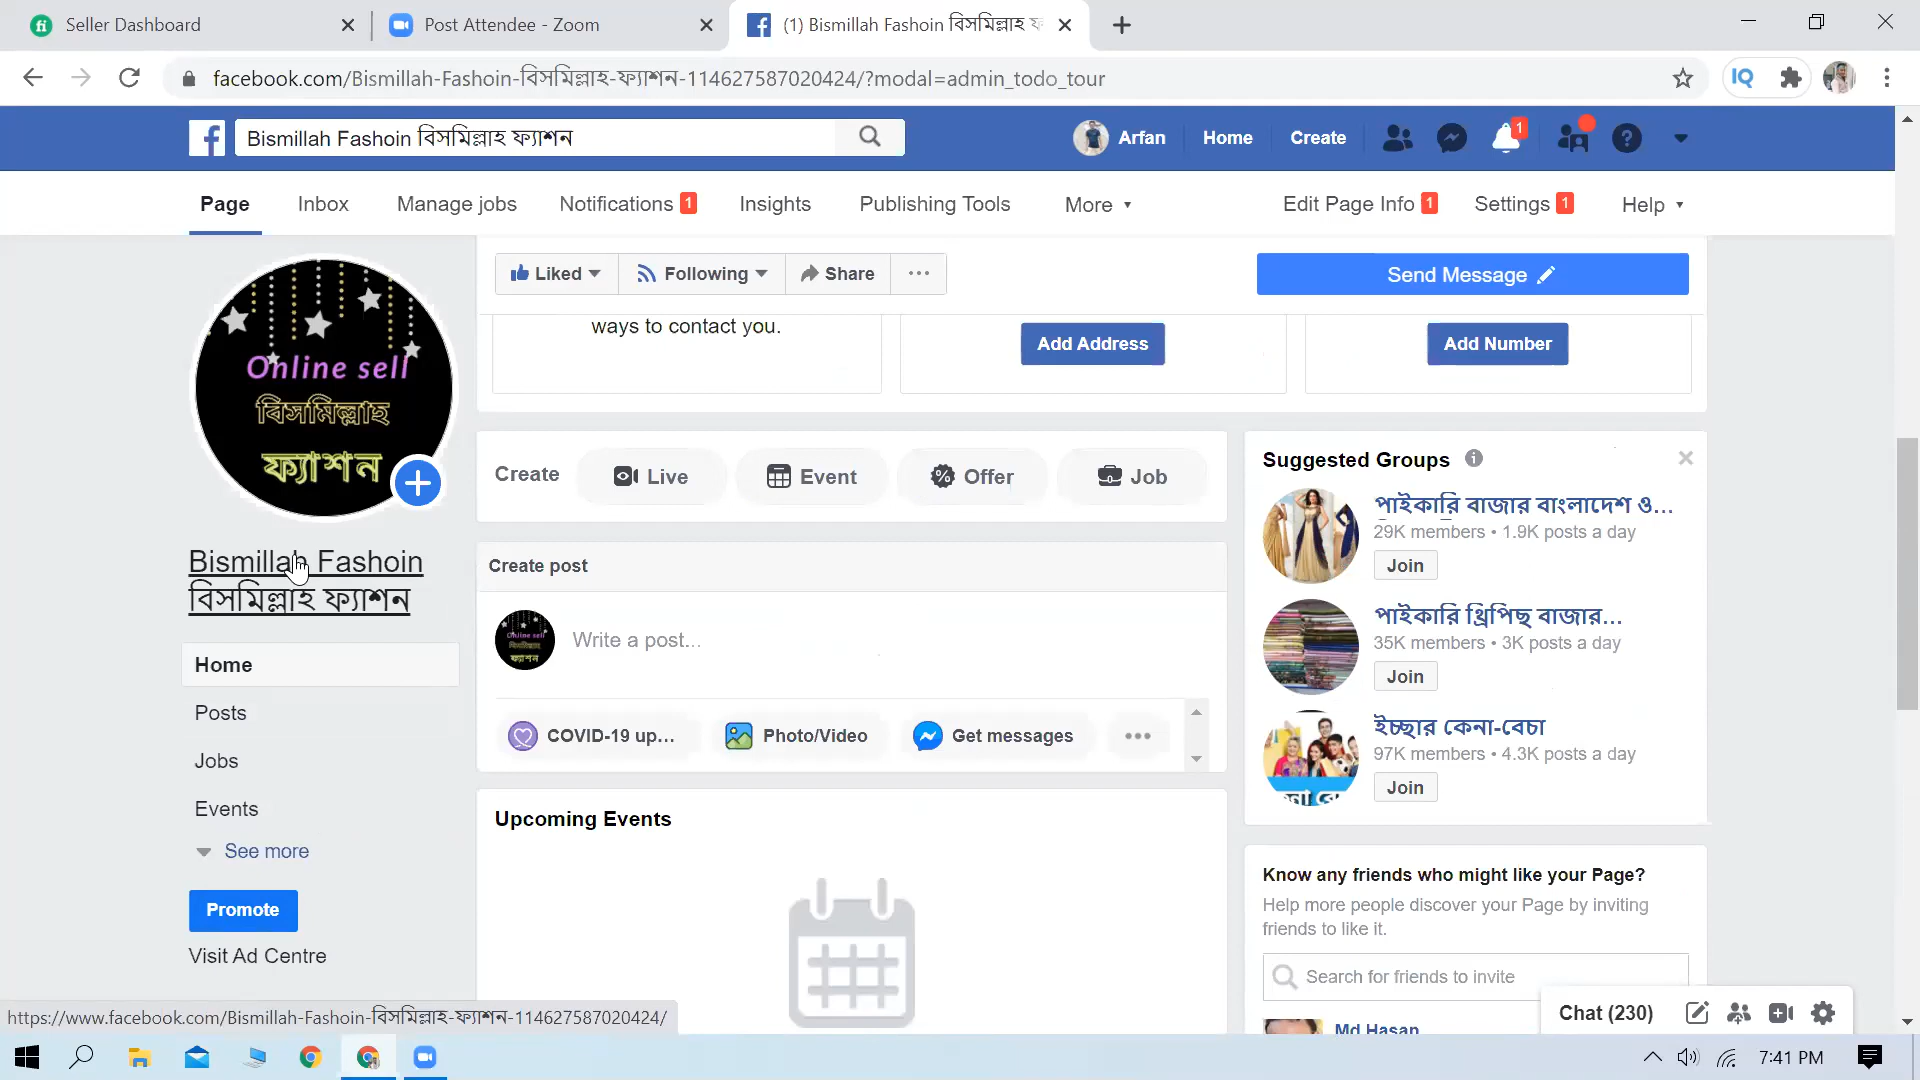 Seller Dashboard
Post Attendee - Zoom
(1) Bismillah Fashoin বিসমিল্লাহ ফ
facebook.com/Bismillah-Fashoin-বিসমিল্লাহ-ফ্যাশন-114627587020424/?modal=admin_todo_tour
IQ
Bismillah Fashoin বিসমিল্লাহ ফ্যাশন
Arfan
Home
Create
1
Page
Inbox
Manage jobs
Notifications 1
Insights
Publishing Tools
More
Edit Page Info 1
Settings 1
Help
Liked
Following
Share
Send Message
ways to contact you.
Add Address
Add Number
Online sell
বিসমিল্লাহ
ফ্যাশন
Create
Live
Event
Offer
Job
Bismillah Fashoin
বিসমিল্লাহ ফ্যাশন
Home
Posts
Jobs
Events
See more
Promote
Visit Ad Centre
Create post
Online sell
বিসমিল্লাহ
ফ্যাশন
Write a post...
COVID-19 up...
Photo/Video
Get messages
Upcoming Events
Suggested Groups
পাইকারি বাজার বাংলাদেশ ও...
29K members • 1.9K posts a day
Join
পাইকারি থ্রিপিছ বাজার...
35K members • 3K posts a day
Join
ইচ্ছার কেনা-বেচা
97K members • 4.3K posts a day
Join
Know any friends who might like your Page?
Help more people discover your Page by inviting
friends to like it.
Search for friends to invite
Md Hasan
Chat (230)
https://www.facebook.com/Bismillah-Fashoin-বিসমিল্লাহ-ফ্যাশন-114627587020424/
7:41 PM